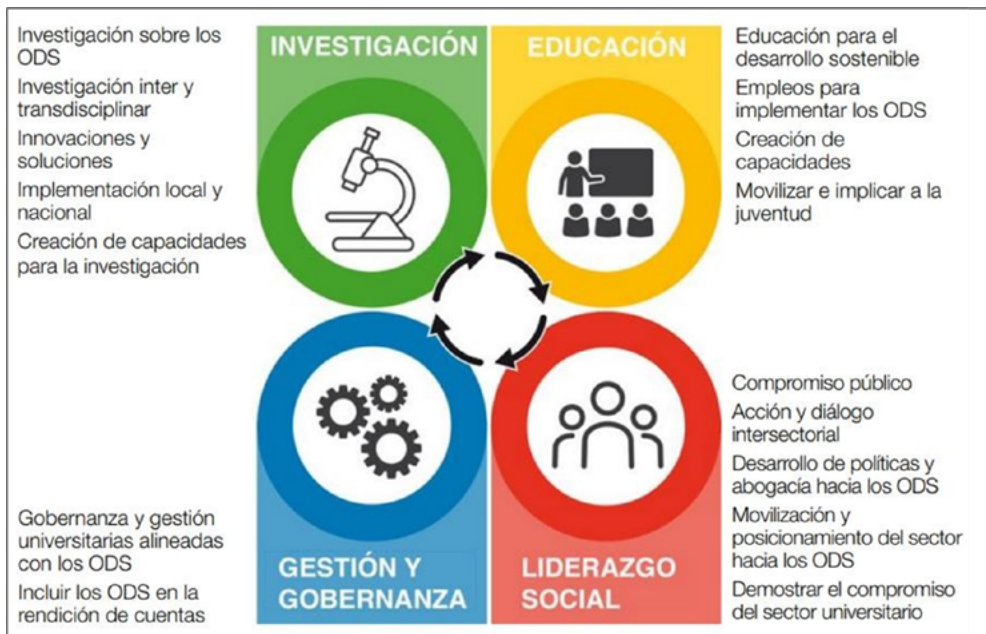 Investigación sobre los
ODS
Investigación inter y
transdisciplinar
Innovaciones y
soluciones
Implementación local y
nacional
Creación de capacidades
para la investigación
INVESTIGACIÓN
EDUCACIÓN
Educación para el
desarrollo sostenible
Empleos para
implementar los ODS
Creación de
capacidades
Movilizar e implicar a la
juventud
Gobernanza y gestión
universitarias alineadas
con los ODS
Incluir los ODS en la
rendición de cuentas
GESTIÓN Y
GOBERNANZA
LIDERAZGO
SOCIAL
Compromiso público
Acción y diálogo
intersectorial
Desarrollo de políticas y
abogacía hacia los ODS
Movilización y
posicionamiento del sector
hacia los ODS
Demostrar el compromiso
del sector universitario